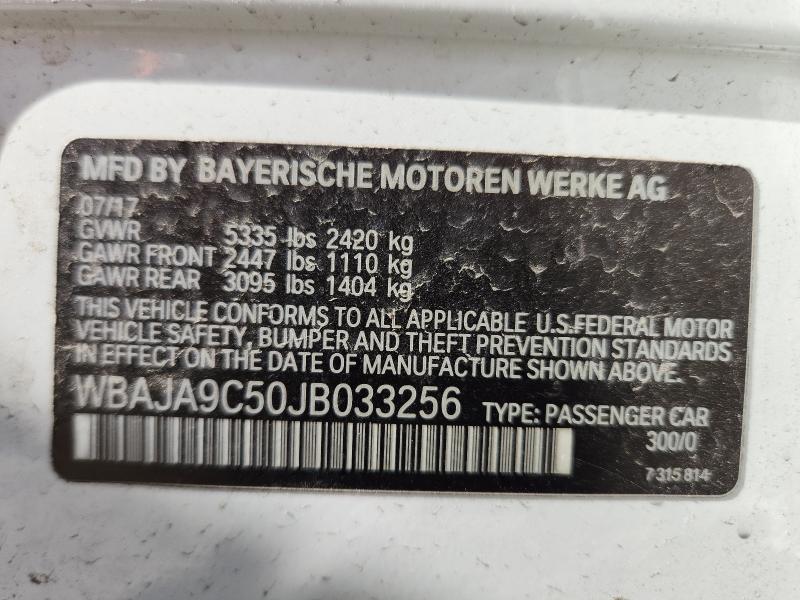 MFD BY BAYERISCHE MOTOREN WERKE AG
07/17
GVWR 5335 lbs 2420 kg
GAWR FRONT 2447 lbs 1110 kg
GAWR REAR 3095 lbs 1404 kg
THIS VEHICLE CONFORMS TO ALL APPLICABLE U.S.FEDERAL MOTOR
VEHICLE SAFETY, BUMPER AND THEFT PREVENTION STANDARDS
IN EFFECT ON THE DATE OF MANUFACTURE SHOWN ABOVE.
WBAJA9C50JB033256 TYPE: PASSENGER CAR
300/0
7 315 814